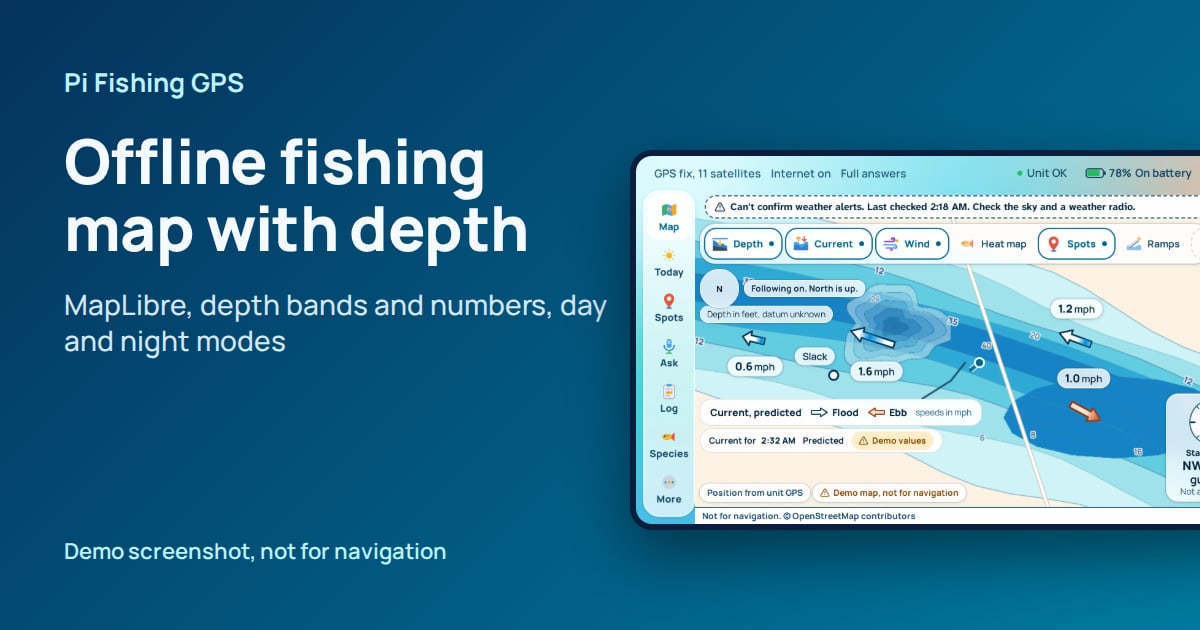 Pi Fishing GPS
Offline fishing
map with depth
MapLibre, depth bands and numbers, day
and night modes
Demo screenshot, not for navigation
GPS fix, 11 satellites Internet on Full answers
Unit OK 78% On battery
Can't confirm weather alerts. Last checked 2:18 AM. Check the sky and a weather radio.
Map
Today
Spots
Ask
Log
Species
More
Depth Current Wind Heat map Spots Ramps
N
Following on. North is up.
Depth in feet, datum unknown
12
35
20
40
12
12
6
8
16
1.2 mph
0.6 mph
Slack
1.6 mph
1.0 mph
Current, predicted Flood Ebb speeds in mph
Current for 2:32 AM Predicted Demo values
Position from unit GPS Demo map, not for navigation
NW
Not for navigation. © OpenStreetMap contributors